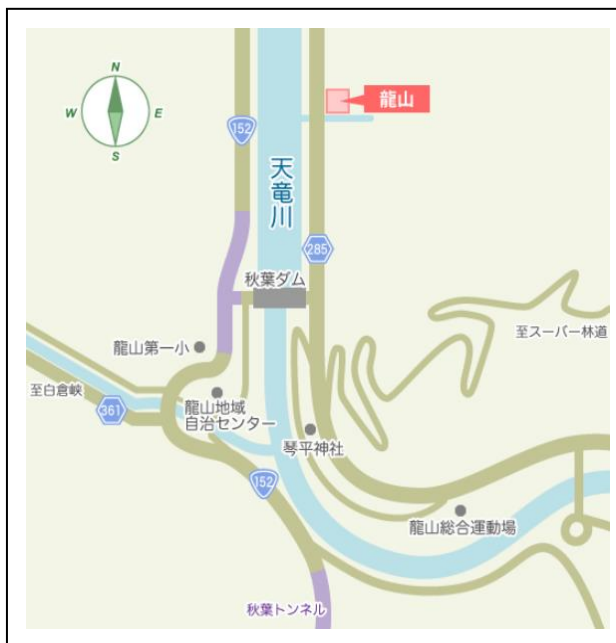 N
W
E
S
152
龍山
天竜川
285
秋葉ダム
至スーパー林道
龍山第一小
至白倉峡
361
龍山地域
自治センター
琴平神社
152
龍山総合運動場
秋葉トンネル